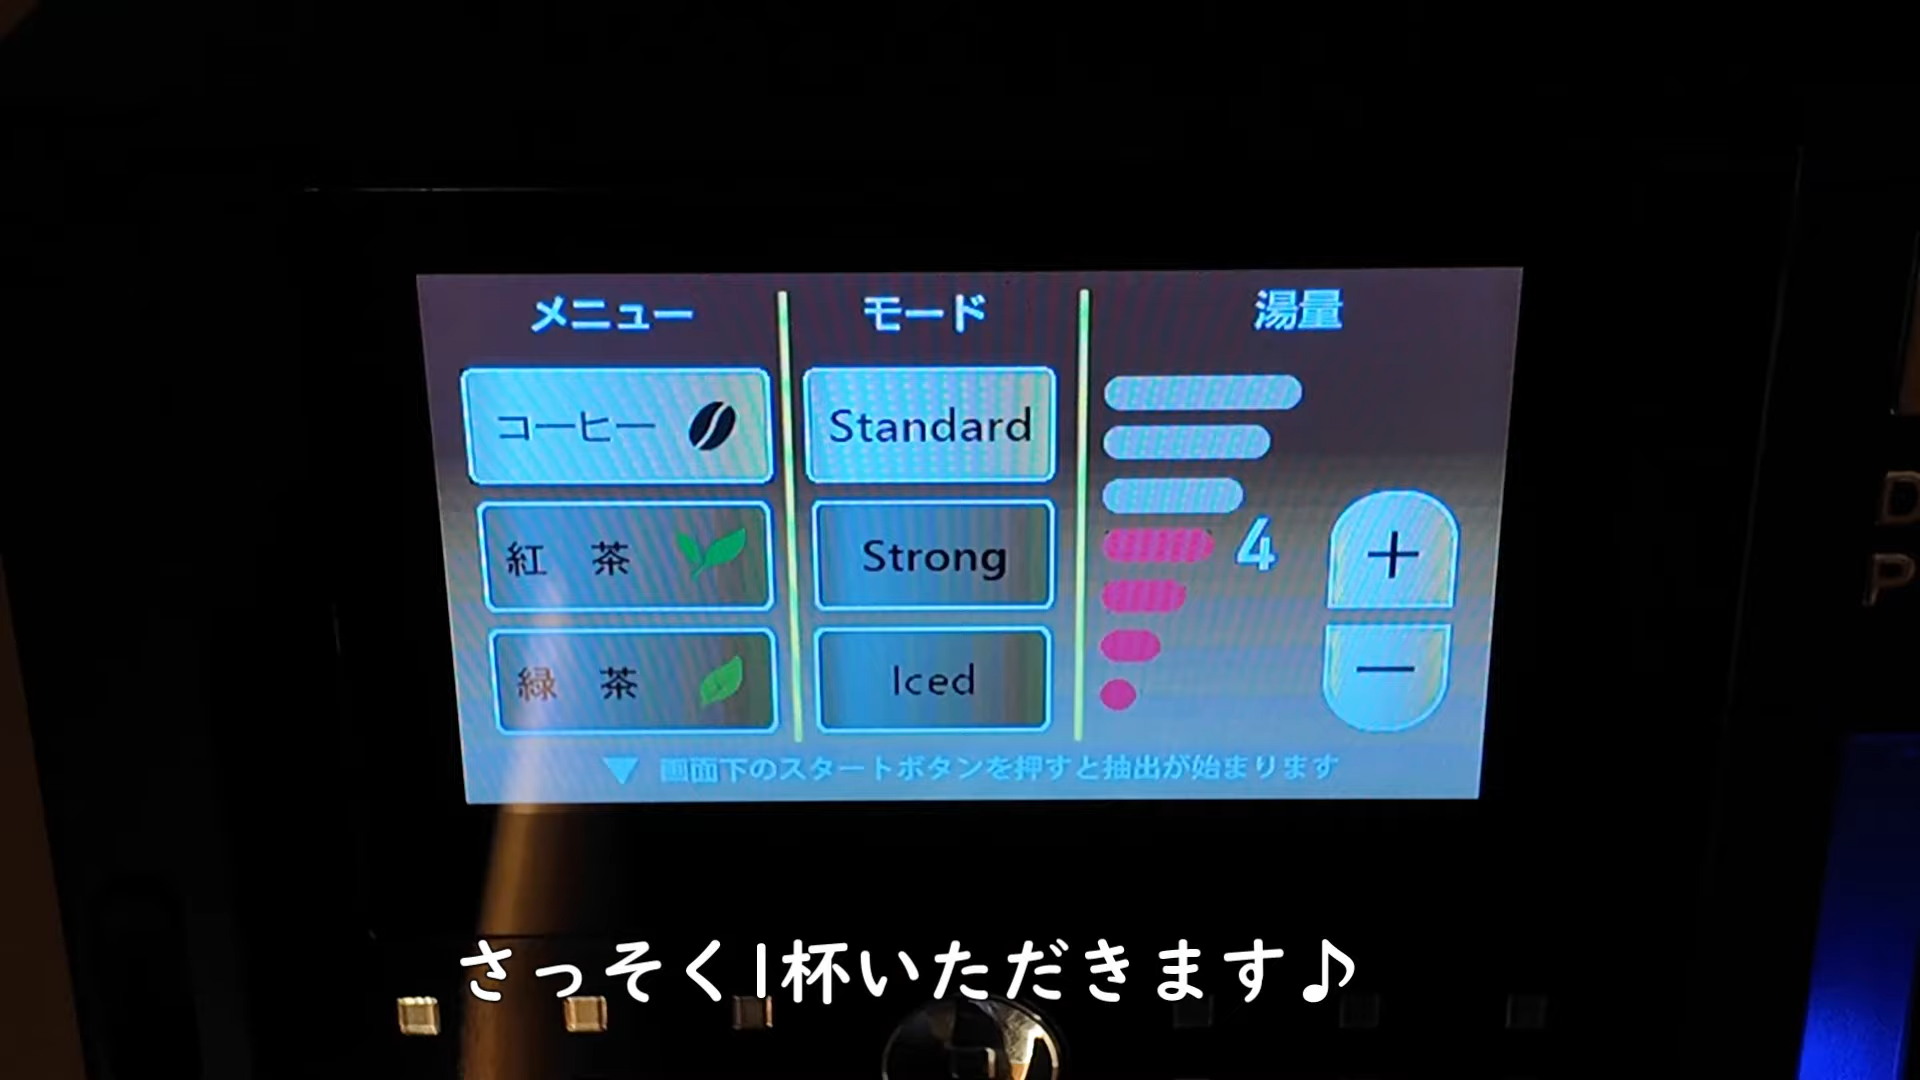 メニュー
コーヒー
紅 茶
緑 茶
モード
Standard
Strong
Iced
湯量
4
+
−
▼ 画面下のスタートボタンを押すと抽出が始まります
D
P
さっそく1杯いただきます♪